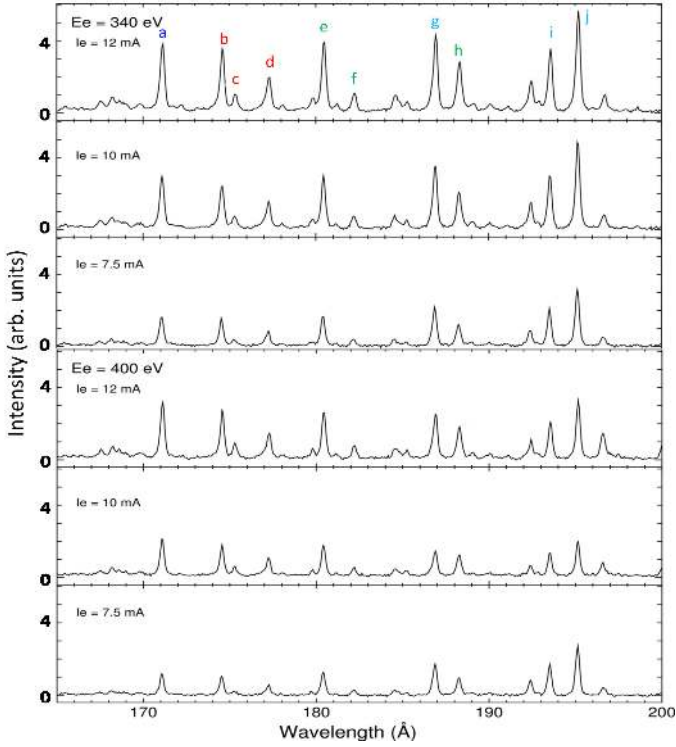 Ee = 340 eV
Ie = 12 mA
a b c d e f g h i j
4
0
Ie = 10 mA
4
0
Ie = 7.5 mA
4
0
Ee = 400 eV
Ie = 12 mA
4
0
Ie = 10 mA
4
0
Ie = 7.5 mA
4
0
Intensity (arb. units)
170 180 190 200
Wavelength (Å)